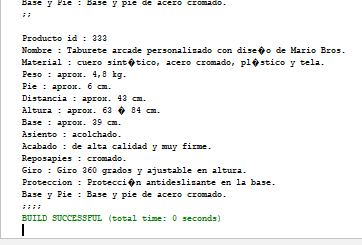 Base y Pie : Base y pie de acero cromado.
;;
Producto id : 333
Nombre : Taburete arcade personalizado con dise�o de Mario Bros.
Material : cuero sint�tico, acero cromado, pl�stico y tela.
Peso : aprox. 4,8 kg.
Pie : aprox. 6 cm.
Distancia : aprox. 43 cm.
Altura : aprox. 63 � 84 cm.
Base : aprox. 39 cm.
Asiento : acolchado.
Acabado : de alta calidad y muy firme.
Reposapies : cromado.
Giro : Giro 360 grados y ajustable en altura.
Proteccion : Protecci�n antideslizante en la base.
Base y Pie : Base y pie de acero cromado.
;;;;
BUILD SUCCESSFUL (total time: 0 seconds)